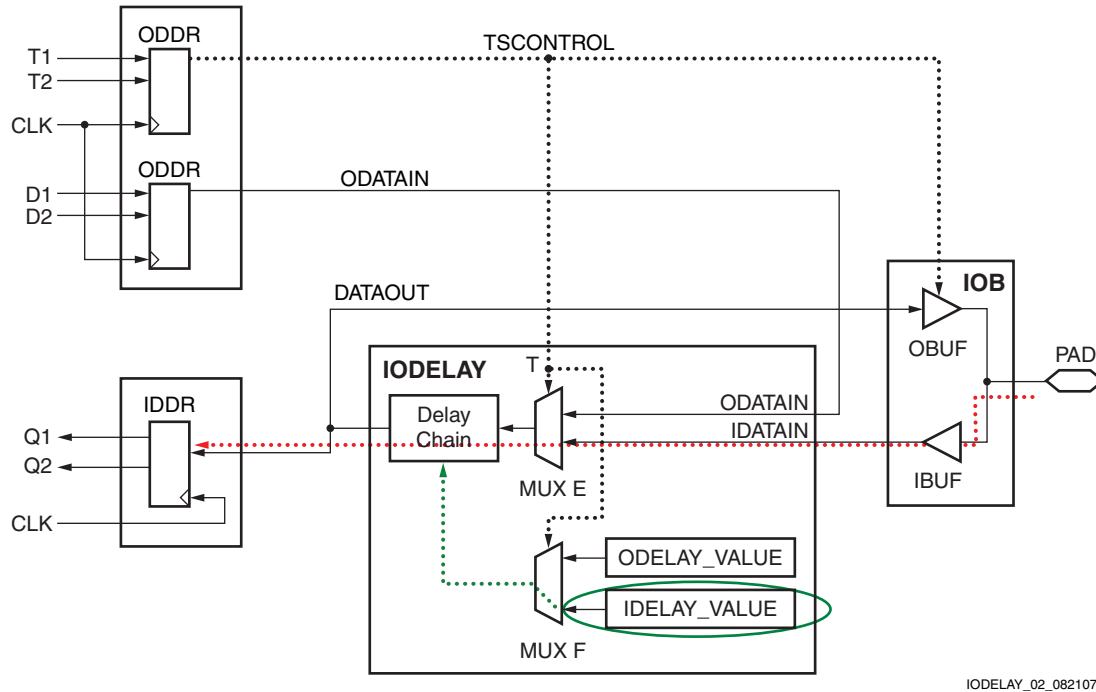 ODDR
TSCONTROL
T1
T2
CLK
ODDR
ODATAIN
D1
D2
IOB
DATAOUT
OBUF
PAD
T
IODELAY
IDDR
Delay
Chain
ODATAIN
Q1
IDATAIN
Q2
IBUF
MUX E
CLK
ODELAY_VALUE
IDELAY_VALUE
MUX F
IODELAY_02_082107